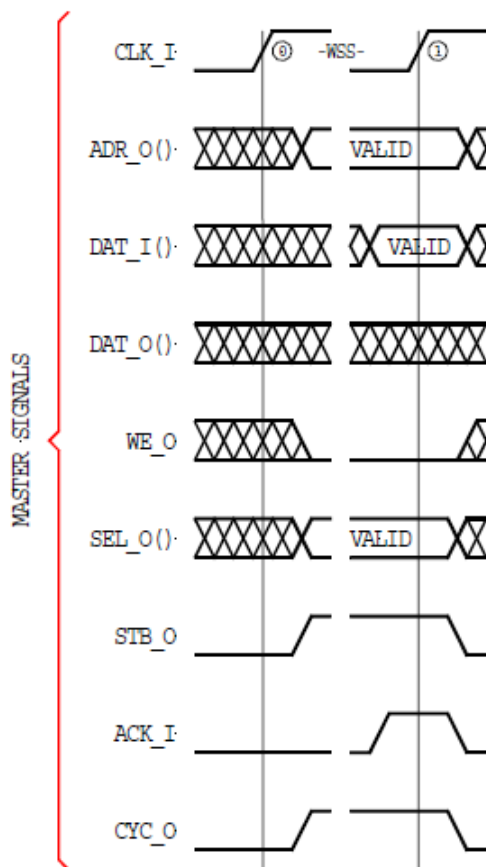 CLK_I
⓪ -WSS- ①
ADR_O()
VALID
DAT_I()
VALID
DAT_O()
WE_O
SEL_O()
VALID
STB_O
ACK_I
CYC_O
MASTER SIGNALS